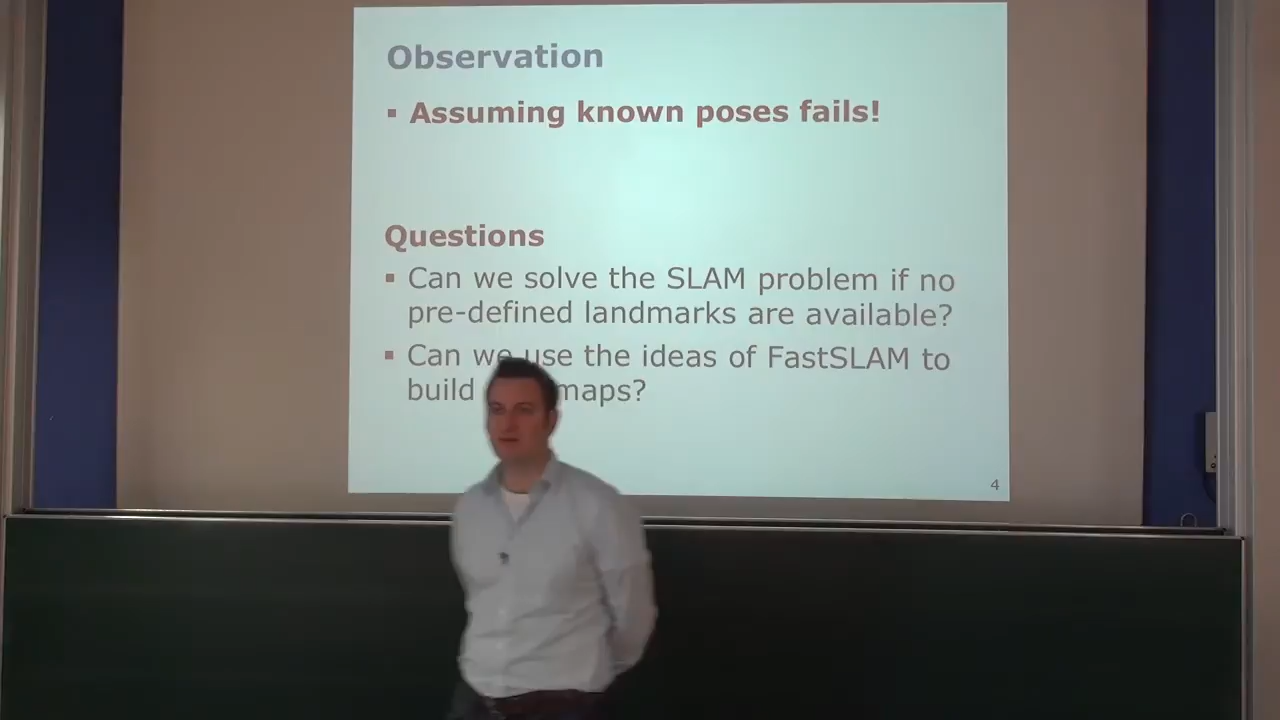 Observation
▪ Assuming known poses fails!
Questions
▪ Can we solve the SLAM problem if no
pre-defined landmarks are available?
▪ Can we use the ideas of FastSLAM to
build maps?
4